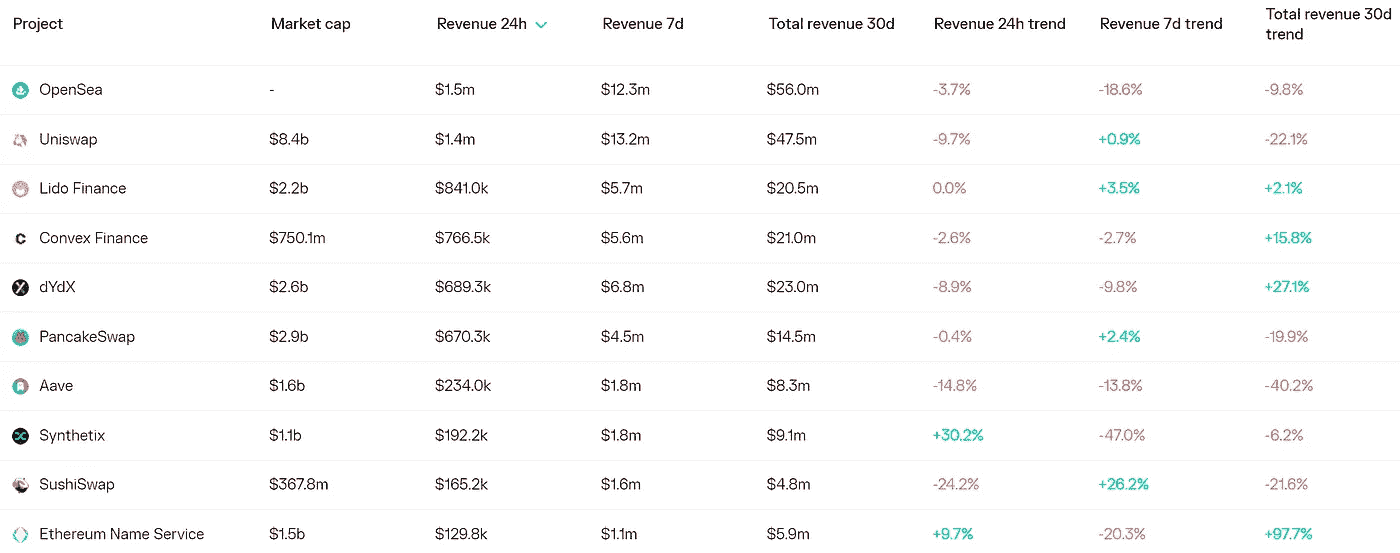 Project Market cap Revenue 24h Revenue 7d Total revenue 30d Revenue 24h trend Revenue 7d trend Total revenue 30d
trend
OpenSea - $1.5m $12.3m $56.0m -3.7% -18.6% -9.8%
Uniswap $8.4b $1.4m $13.2m $47.5m -9.7% +0.9% -22.1%
Lido Finance $2.2b $841.0k $5.7m $20.5m 0.0% +3.5% +2.1%
Convex Finance $750.1m $766.5k $5.6m $21.0m -2.6% -2.7% +15.8%
dYdX $2.6b $689.3k $6.8m $23.0m -8.9% -9.8% +27.1%
PancakeSwap $2.9b $670.3k $4.5m $14.5m -0.4% +2.4% -19.9%
Aave $1.6b $234.0k $1.8m $8.3m -14.8% -13.8% -40.2%
Synthetix $1.1b $192.2k $1.8m $9.1m +30.2% -47.0% -6.2%
SushiSwap $367.8m $165.2k $1.6m $4.8m -24.2% +26.2% -21.6%
Ethereum Name Service $1.5b $129.8k $1.1m $5.9m +9.7% -20.3% +97.7%